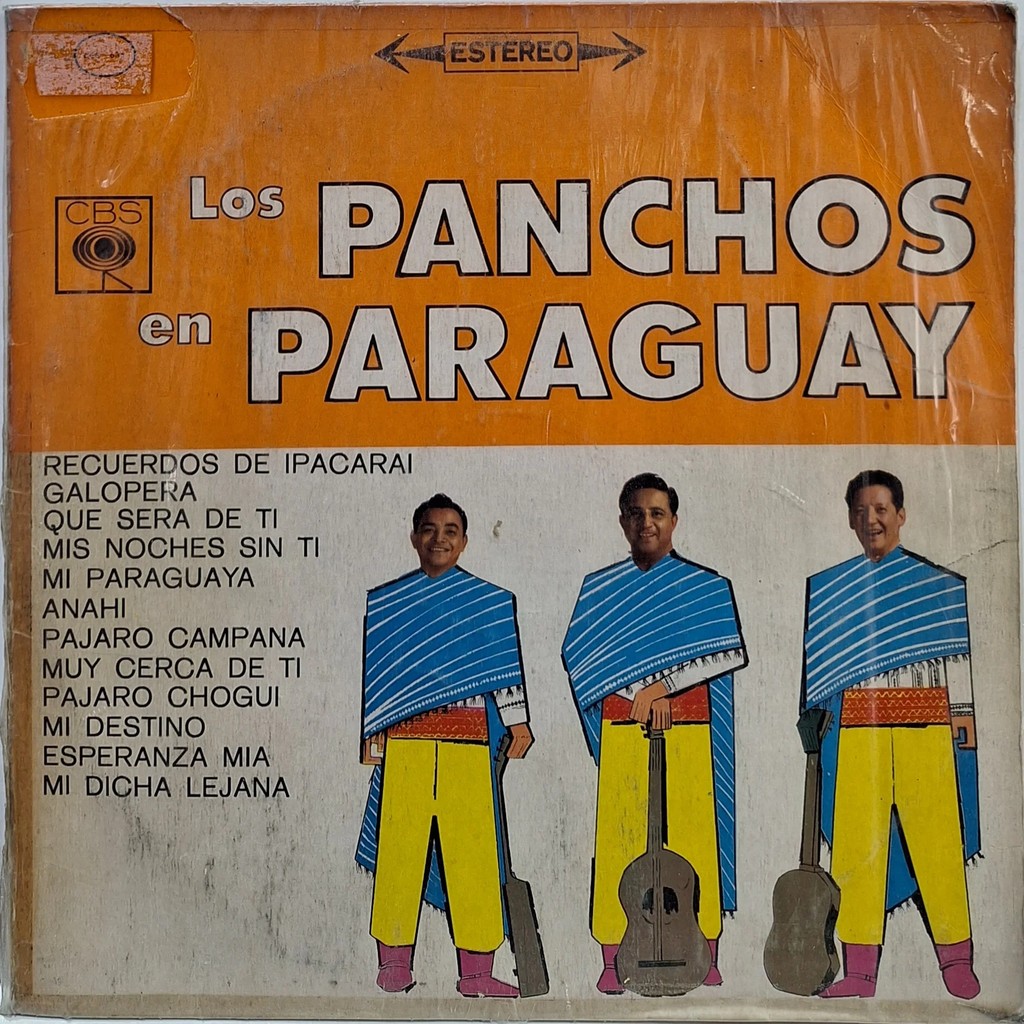 ESTEREO
CBS
Los PANCHOS
en PARAGUAY
RECUERDOS DE IPACARAI
GALOPERA
QUE SERA DE TI
MIS NOCHES SIN TI
MI PARAGUAYA
ANAHI
PAJARO CAMPANA
MUY CERCA DE TI
PAJARO CHOGUI
MI DESTINO
ESPERANZA MIA
MI DICHA LEJANA